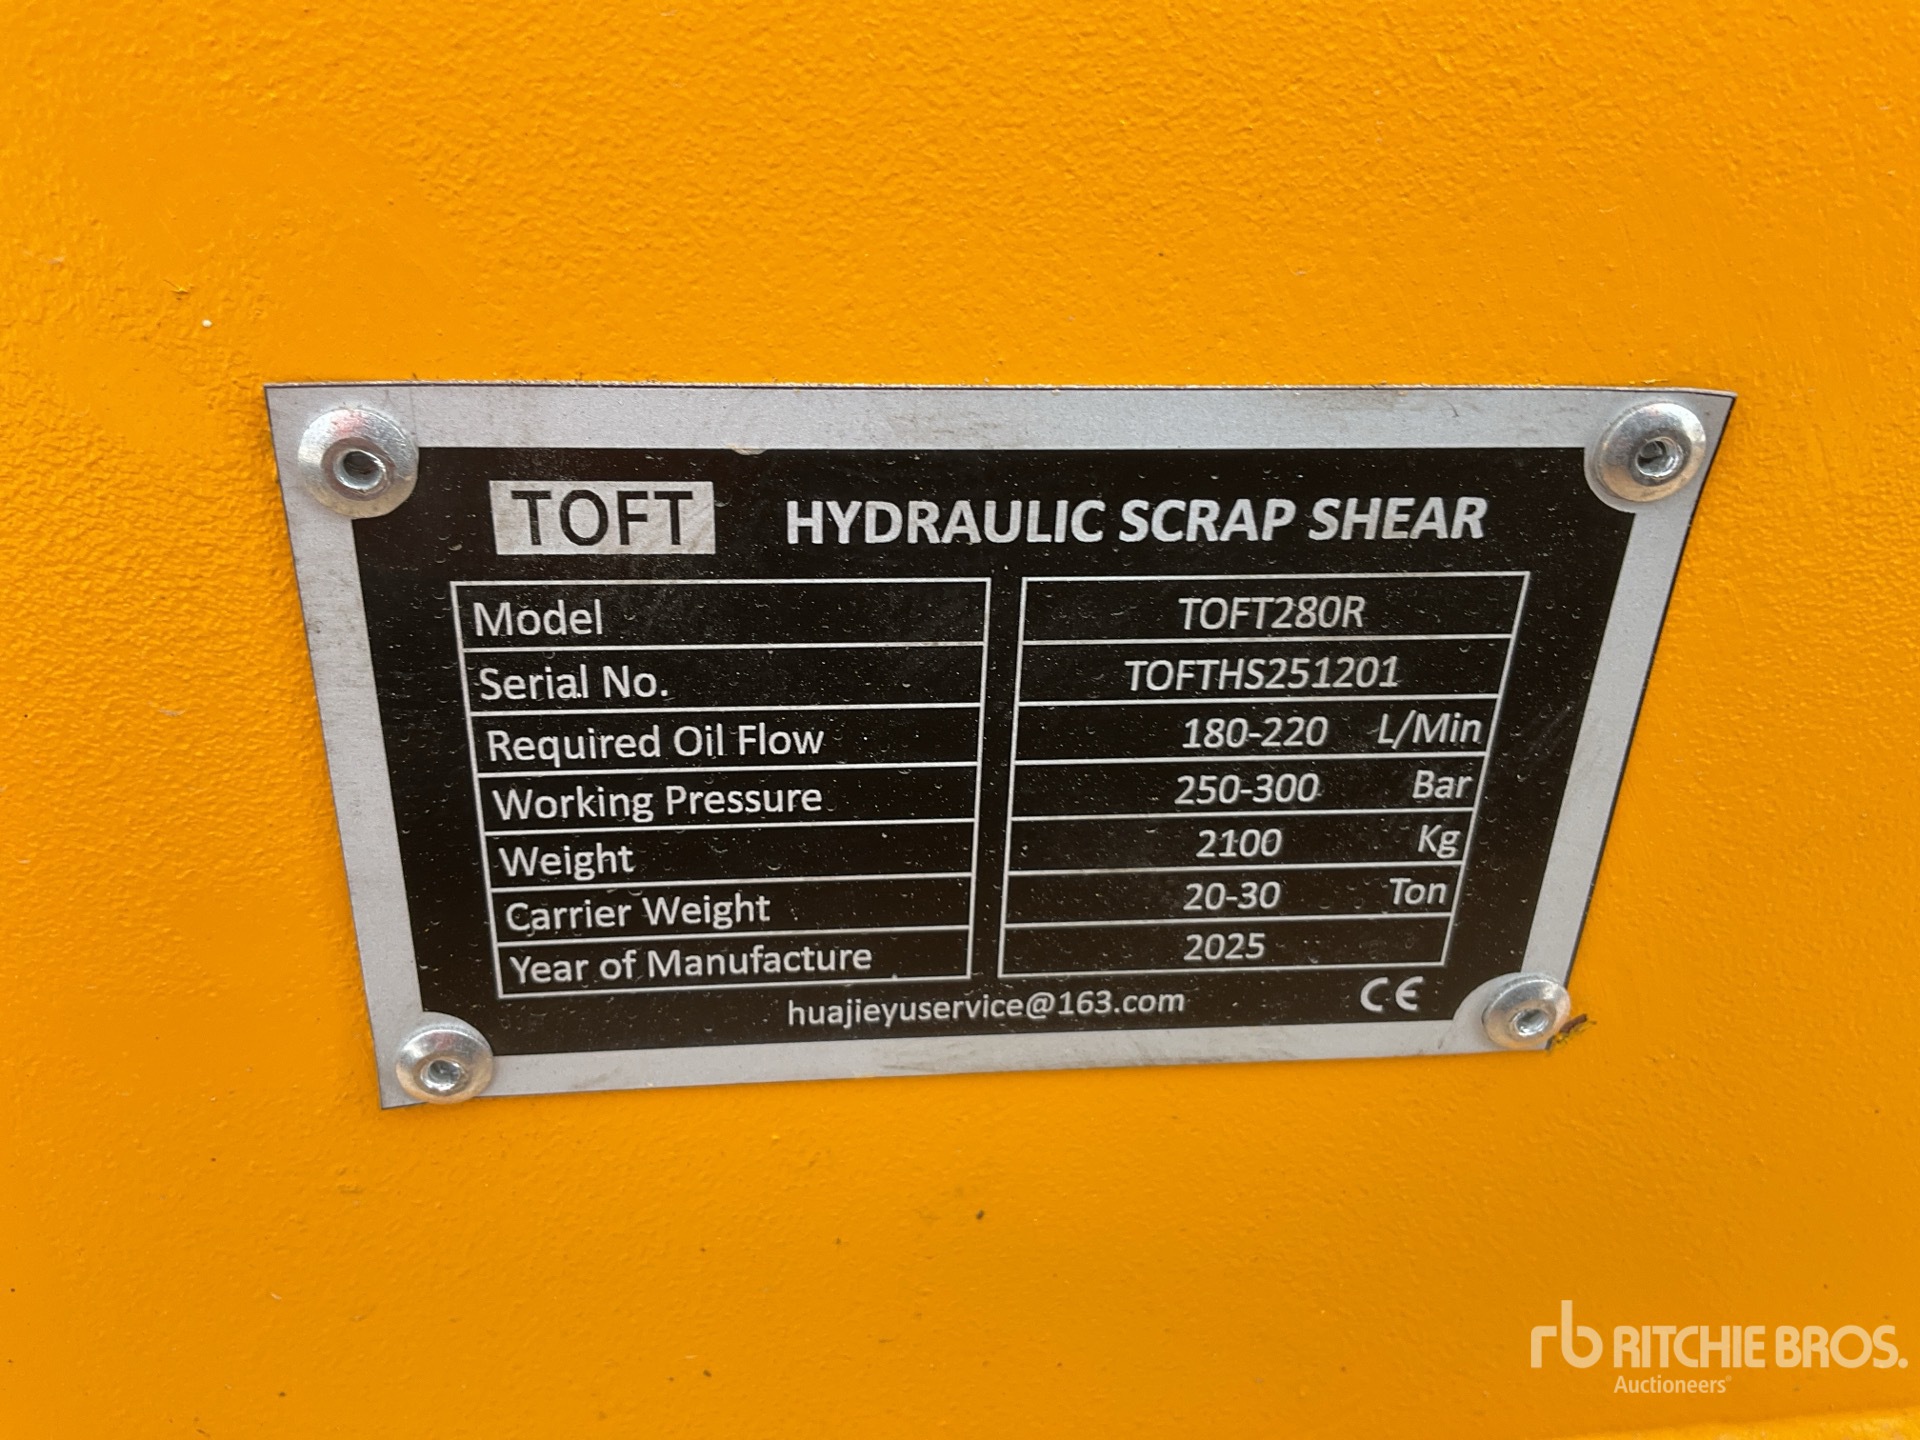 TOFT HYDRAULIC SCRAP SHEAR
Model TOFT280R
Serial No. TOFTHS251201
Required Oil Flow 180-220 L/Min
Working Pressure 250-300 Bar
Weight 2100 Kg
Carrier Weight 20-30 Ton
Year of Manufacture 2025
huajieyuservice@163.com CE
rb RITCHIE BROS.
Auctioneers